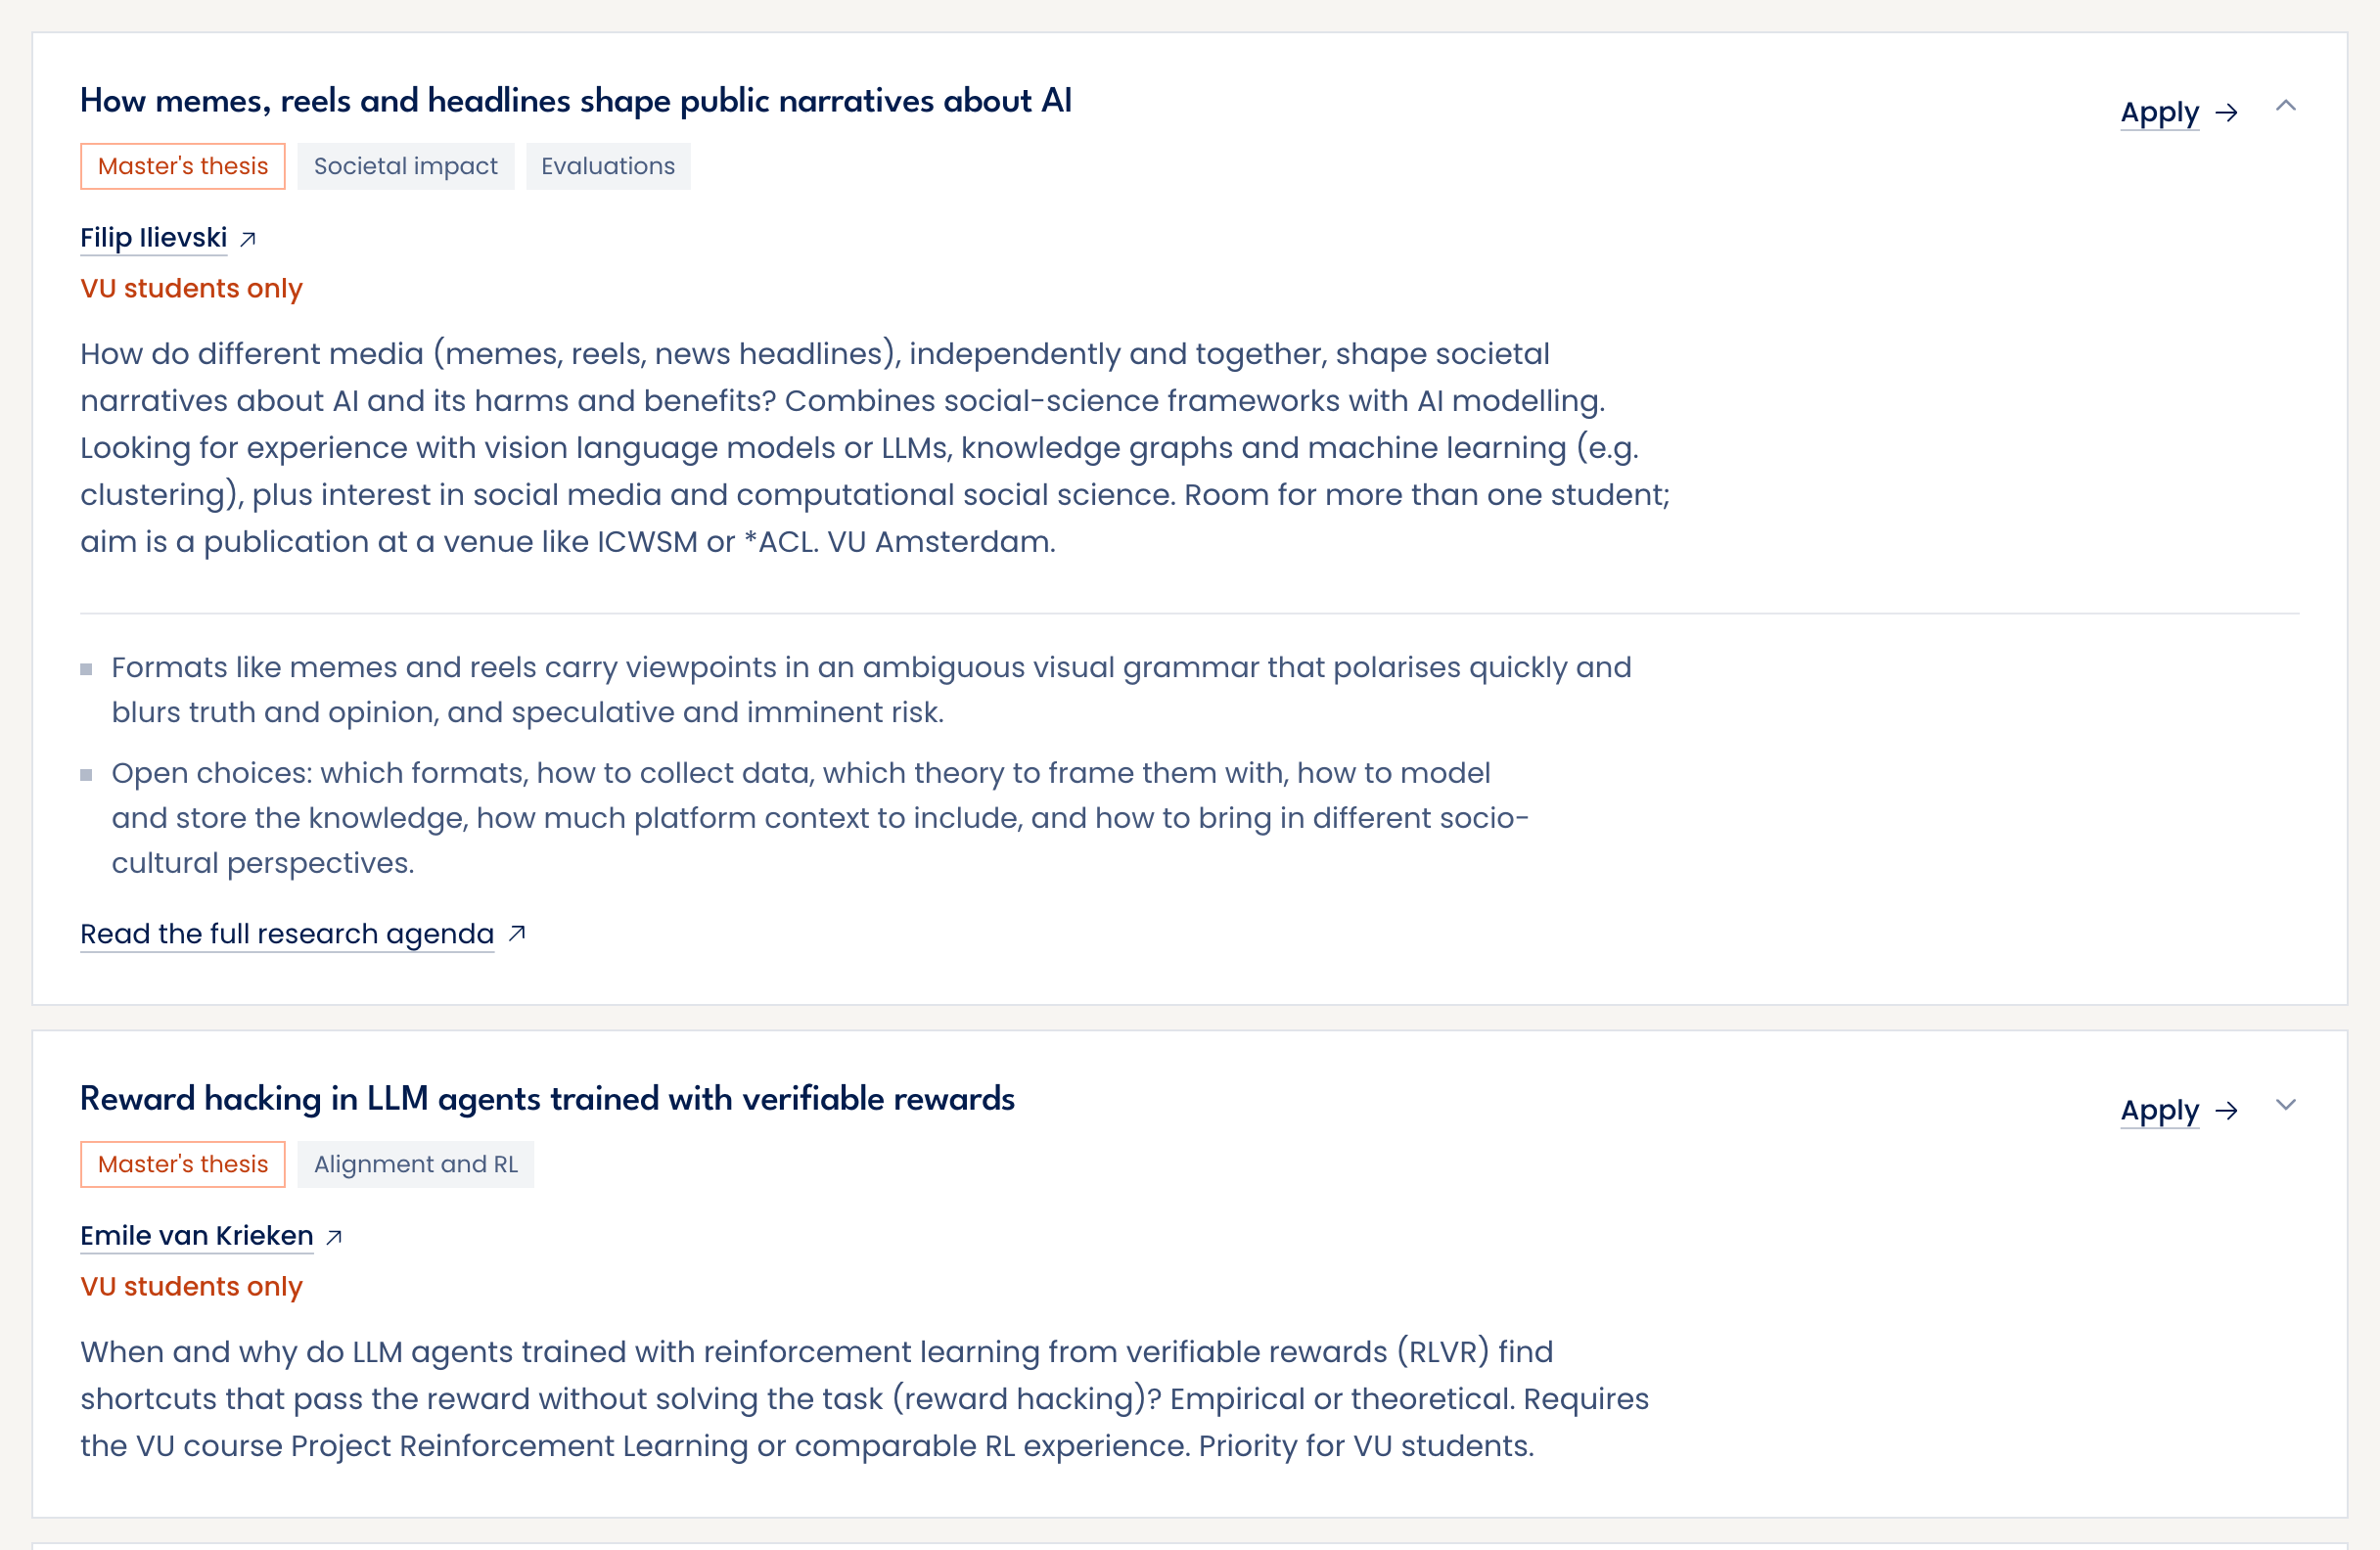 How memes, reels and headlines shape public narratives about AI
Apply →
Master's thesis Societal impact Evaluations
Filip Ilievski ↗
VU students only
How do different media (memes, reels, news headlines), independently and together, shape societal
narratives about AI and its harms and benefits? Combines social-science frameworks with AI modelling.
Looking for experience with vision language models or LLMs, knowledge graphs and machine learning (e.g.
clustering), plus interest in social media and computational social science. Room for more than one student;
aim is a publication at a venue like ICWSM or *ACL. VU Amsterdam.
Formats like memes and reels carry viewpoints in an ambiguous visual grammar that polarises quickly and
blurs truth and opinion, and speculative and imminent risk.
Open choices: which formats, how to collect data, which theory to frame them with, how to model
and store the knowledge, how much platform context to include, and how to bring in different socio-
cultural perspectives.
Read the full research agenda ↗
Reward hacking in LLM agents trained with verifiable rewards
Apply →
Master's thesis Alignment and RL
Emile van Krieken ↗
VU students only
When and why do LLM agents trained with reinforcement learning from verifiable rewards (RLVR) find
shortcuts that pass the reward without solving the task (reward hacking)? Empirical or theoretical. Requires
the VU course Project Reinforcement Learning or comparable RL experience. Priority for VU students.